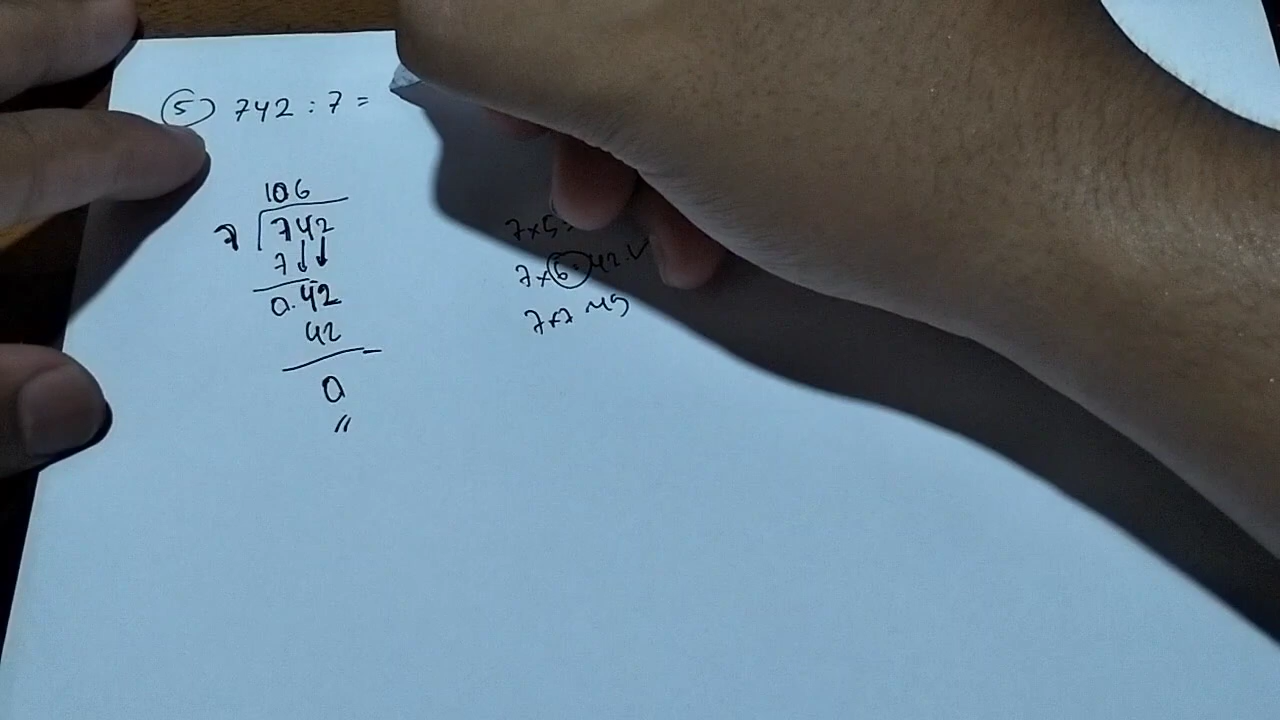 5 742 : 7 =
106
7 742
7
0.42
42
0
7x5=
7x6= 42.
7x7 49